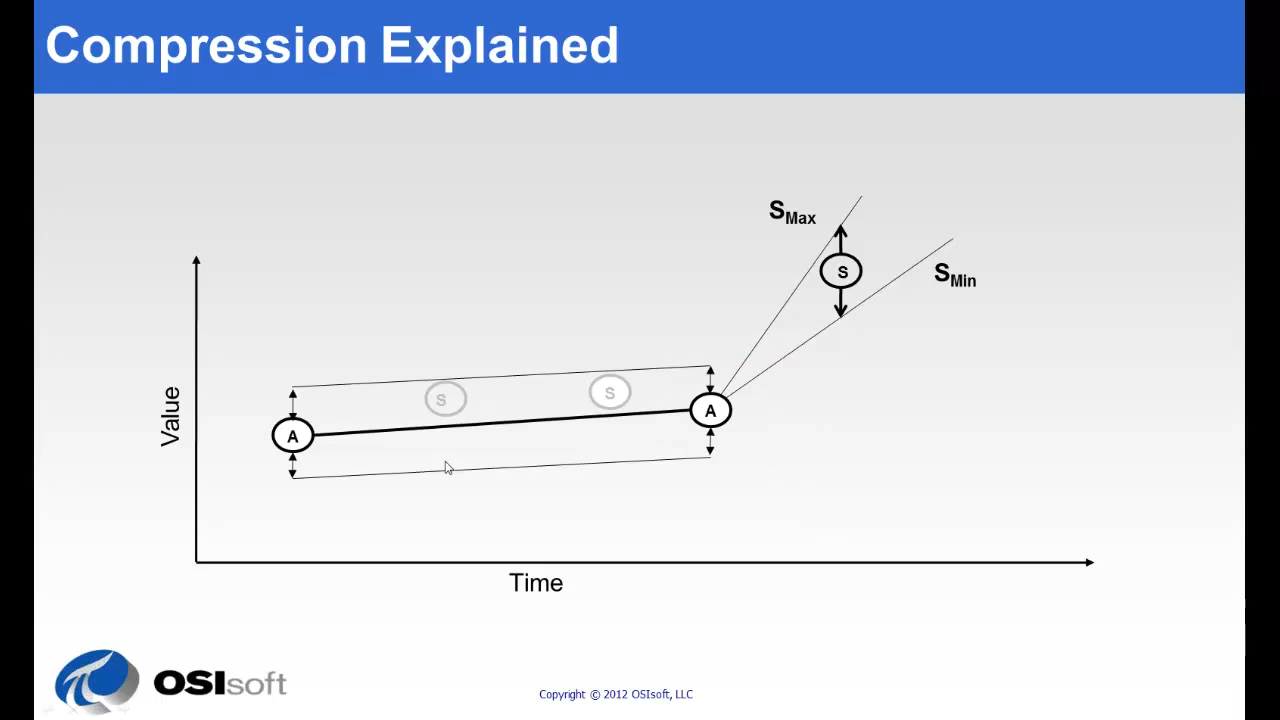 Compression Explained
SMax
S
SMin
Value
S
S
A
A
Time
OSIsoft
Copyright © 2012 OSIsoft, LLC